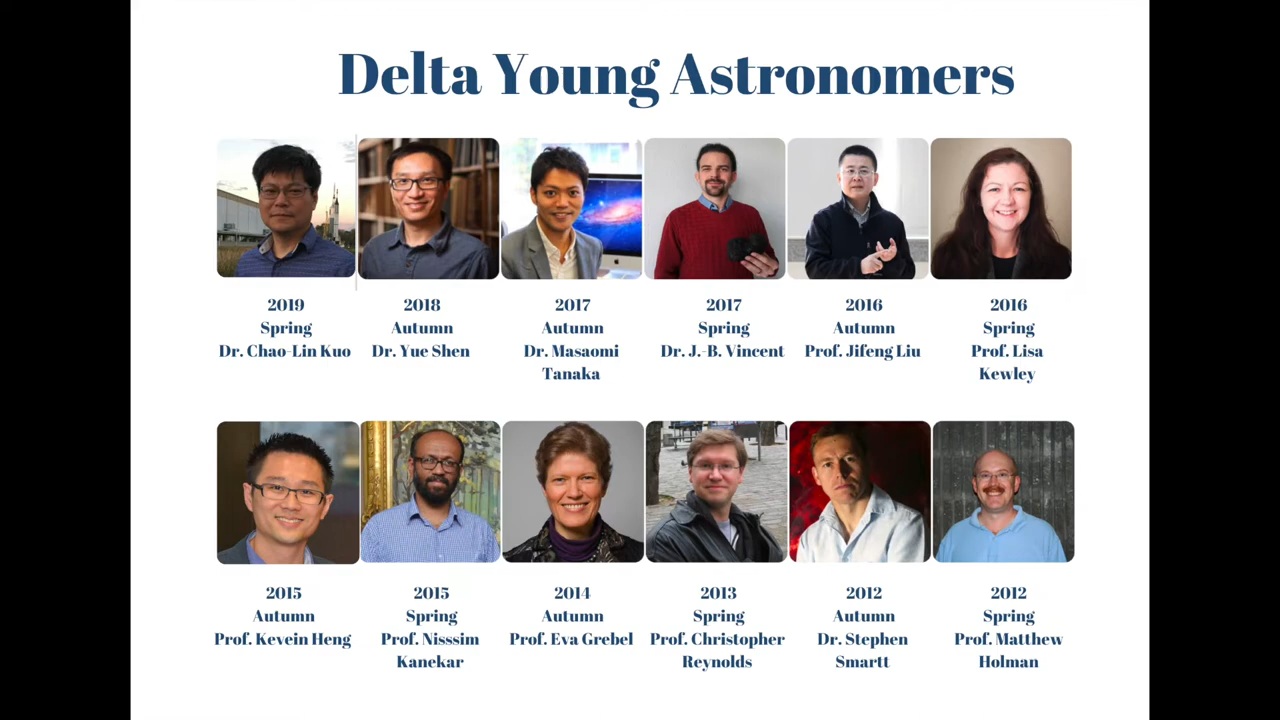 Delta Young Astronomers
2019
Spring
Dr. Chao-Lin Kuo
2018
Autumn
Dr. Yue Shen
2017
Autumn
Dr. Masaomi
Tanaka
2017
Spring
Dr. J.-B. Vincent
2016
Autumn
Prof. Jifeng Liu
2016
Spring
Prof. Lisa
Kewley
2015
Autumn
Prof. Kevein Heng
2015
Spring
Prof. Nisssim
Kanekar
2014
Autumn
Prof. Eva Grebel
2013
Spring
Prof. Christopher
Reynolds
2012
Autumn
Dr. Stephen
Smartt
2012
Spring
Prof. Matthew
Holman